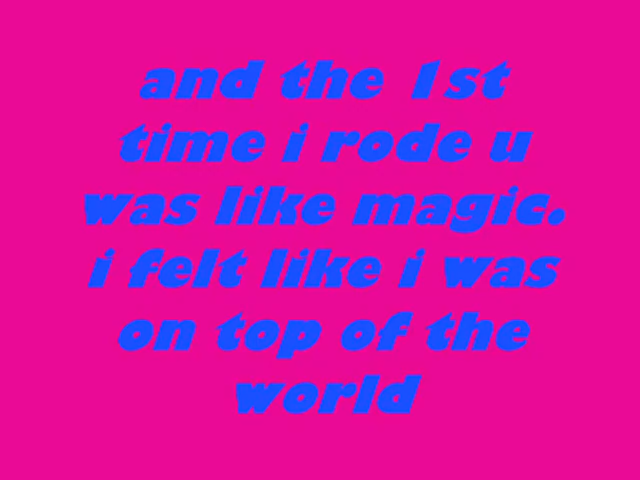 and the 1st
time i rode u
was like magic.
i felt like i was
on top of the
world